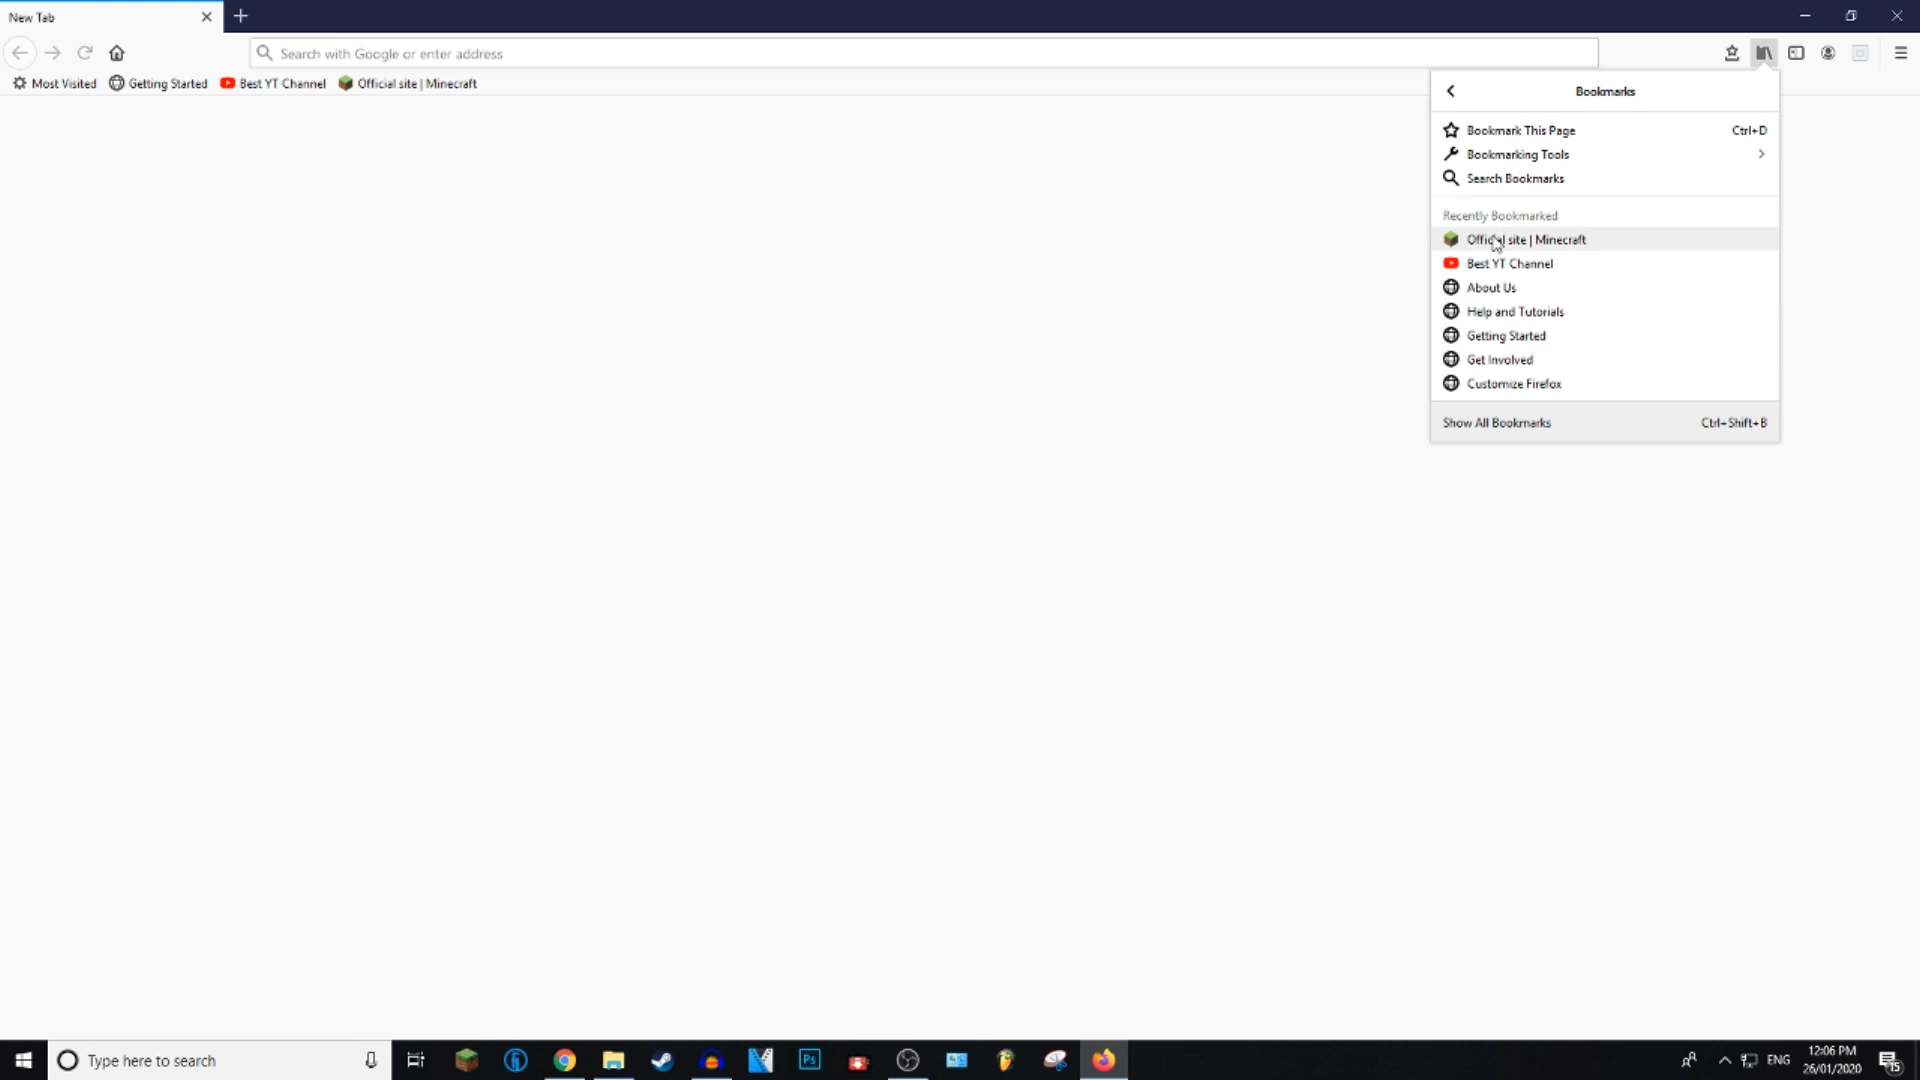 New Tab
Search with Google or enter address
Most Visited Getting Started Best YT Channel Official site | Minecraft
Bookmarks
Bookmark This Page Ctrl+D
Bookmarking Tools
Search Bookmarks
Recently Bookmarked
Official site | Minecraft
Best YT Channel
About Us
Help and Tutorials
Getting Started
Get Involved
Customize Firefox
Show All Bookmarks Ctrl+Shift+B
Type here to search
Ps
ENG
12:06 PM
26/01/2020
15